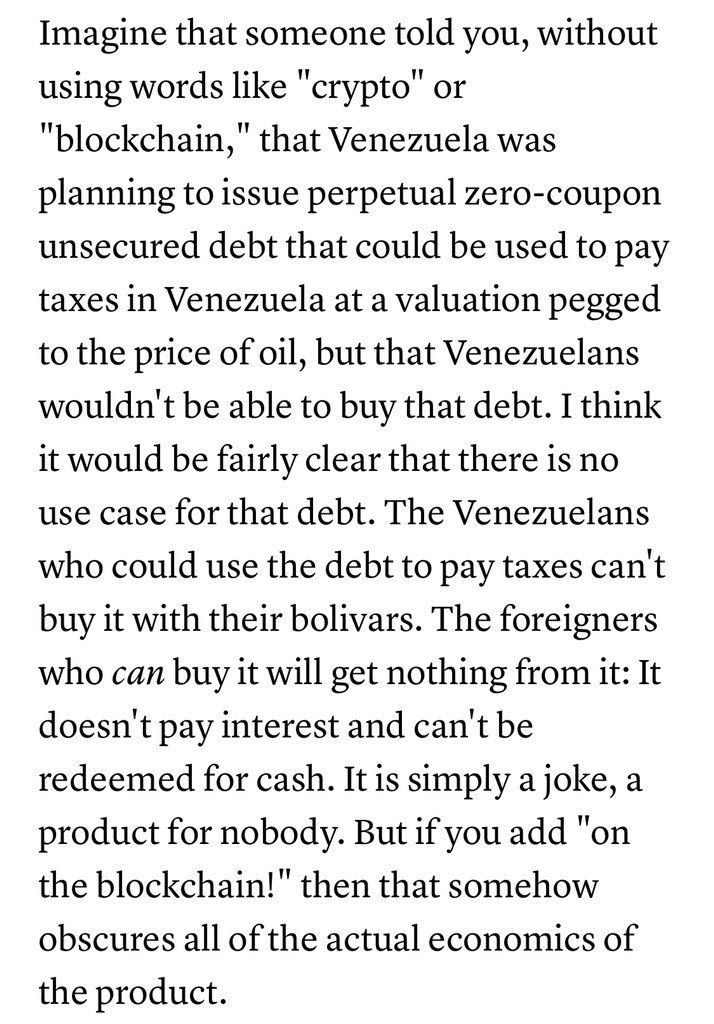 Imagine that someone told you, without
using words like "crypto" or
"blockchain," that Venezuela was
planning to issue perpetual zero-coupon
unsecured debt that could be used to pay
taxes in Venezuela at a valuation pegged
to the price of oil, but that Venezuelans
wouldn't be able to buy that debt. I think
it would be fairly clear that there is no
use case for that debt. The Venezuelans
who could use the debt to pay taxes can't
buy it with their bolivars. The foreigners
who can buy it will get nothing from it: It
doesn't pay interest and can't be
redeemed for cash. It is simply a joke, a
product for nobody. But if you add "on
the blockchain!" then that somehow
obscures all of the actual economics of
the product.